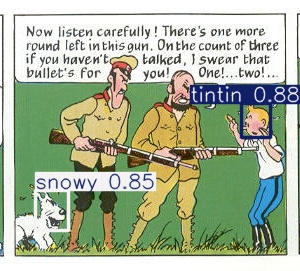 Now listen carefully! There's one more
round left in this gun. On the count of three
if you haven't talked, I swear that
bullet's for you! One!...two!...
tintin 0.88
snowy 0.85